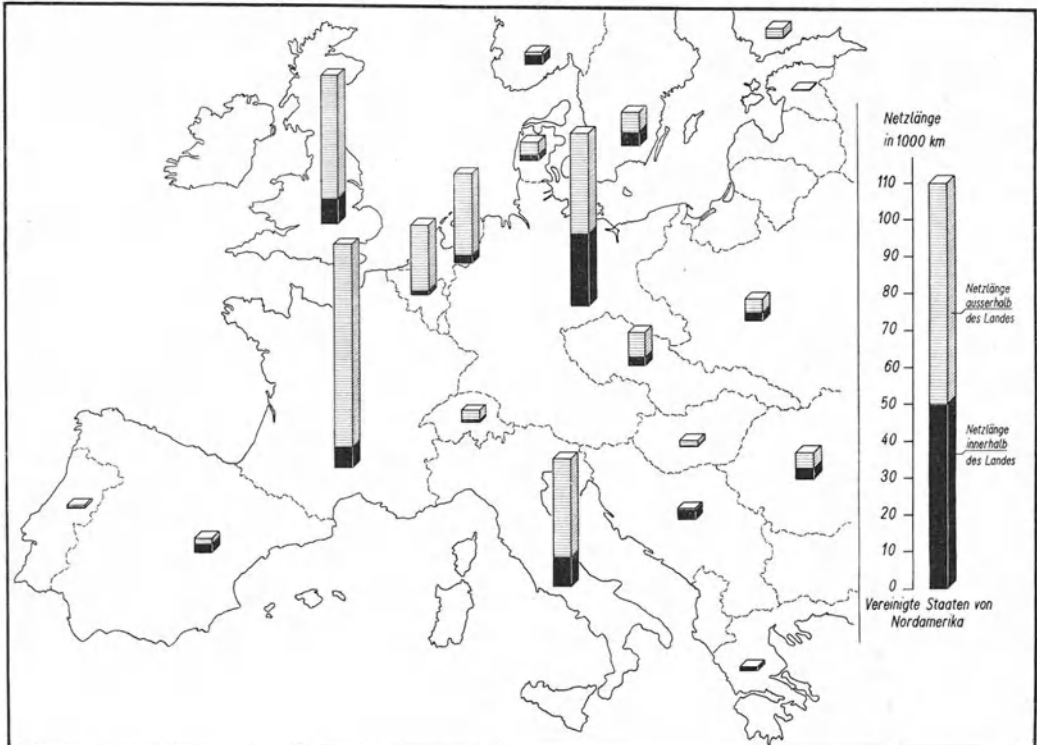 Netzlänge
in 1000 km
110
100
90
80
70
60
50
40
30
20
10
0
Netzlänge
ausserhalb
des Landes
Netzlänge
innerhalb
des Landes
Vereinigte Staaten von
Nordamerika